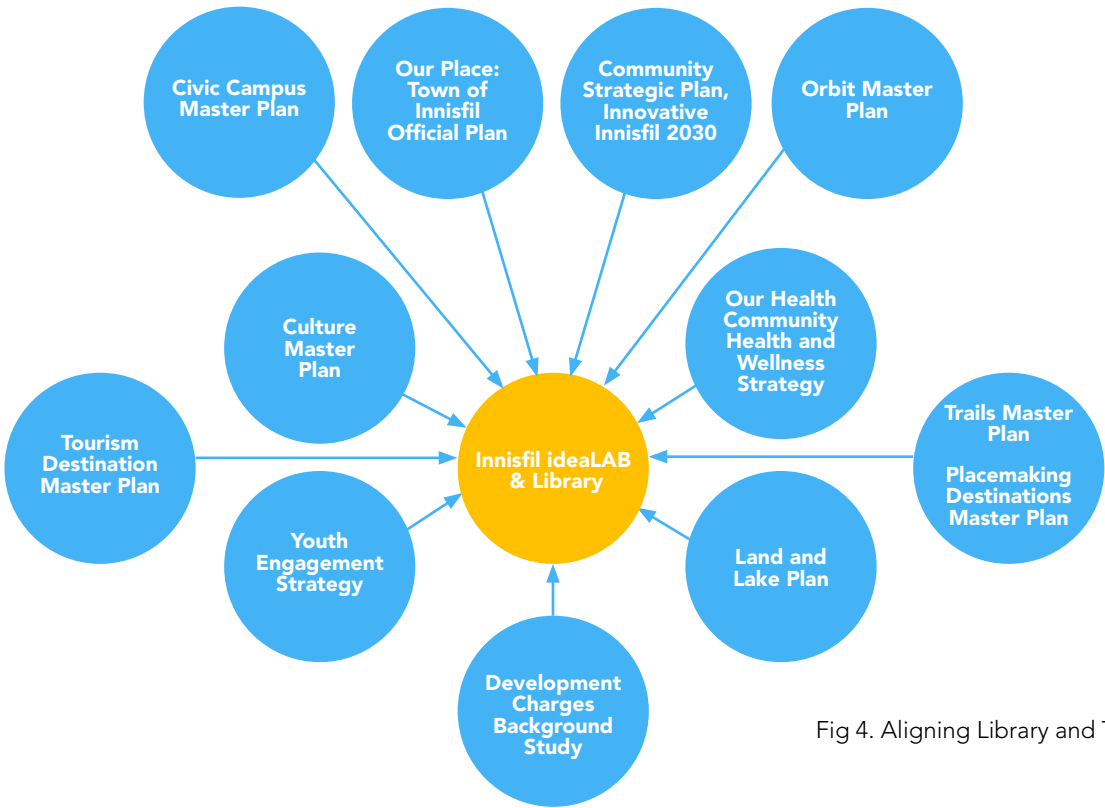 Civic Campus
Master Plan
Our Place:
Town of
Innisfil
Official Plan
Community
Strategic Plan,
Innovative
Innisfil 2030
Orbit Master
Plan
Culture
Master
Plan
Our Health
Community
Health and
Wellness
Strategy
Tourism
Destination
Master Plan
Innisfil ideaLAB
& Library
Trails Master
Plan
Placemaking
Destinations
Master Plan
Youth
Engagement
Strategy
Land and
Lake Plan
Development
Charges
Background
Study
Fig 4. Aligning Library and